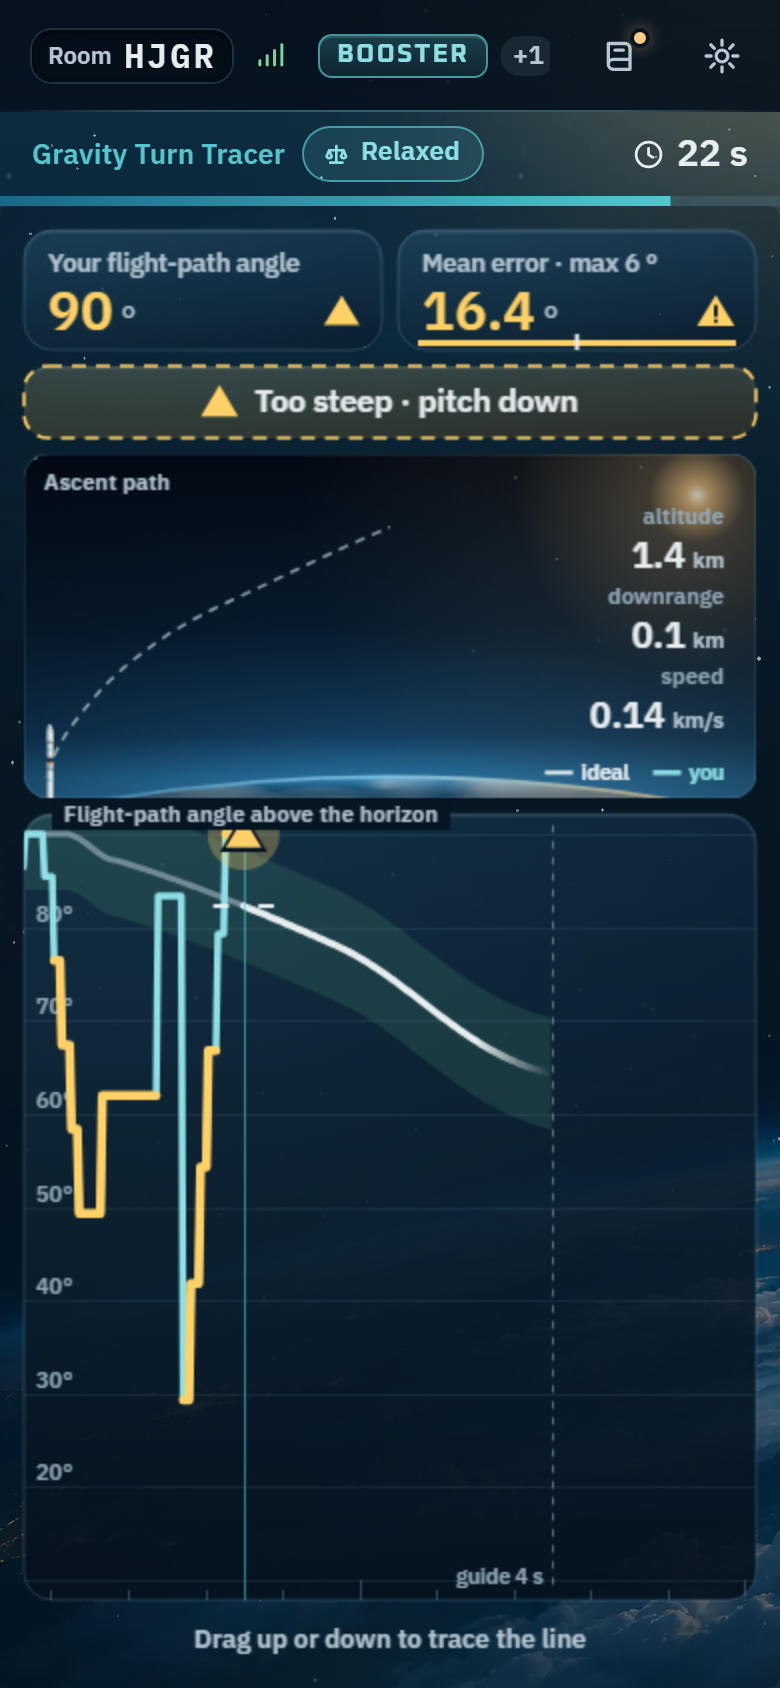 Room HJGR BOOSTER +1
Gravity Turn Tracer Relaxed 22 s
Your flight-path angle
90 °
Mean error · max 6 °
16.4 °
Too steep · pitch down
Ascent path
altitude
1.4 km
downrange
0.1 km
speed
0.14 km/s
ideal you
Flight-path angle above the horizon
80°
70°
60°
50°
40°
30°
20°
guide 4 s
Drag up or down to trace the line